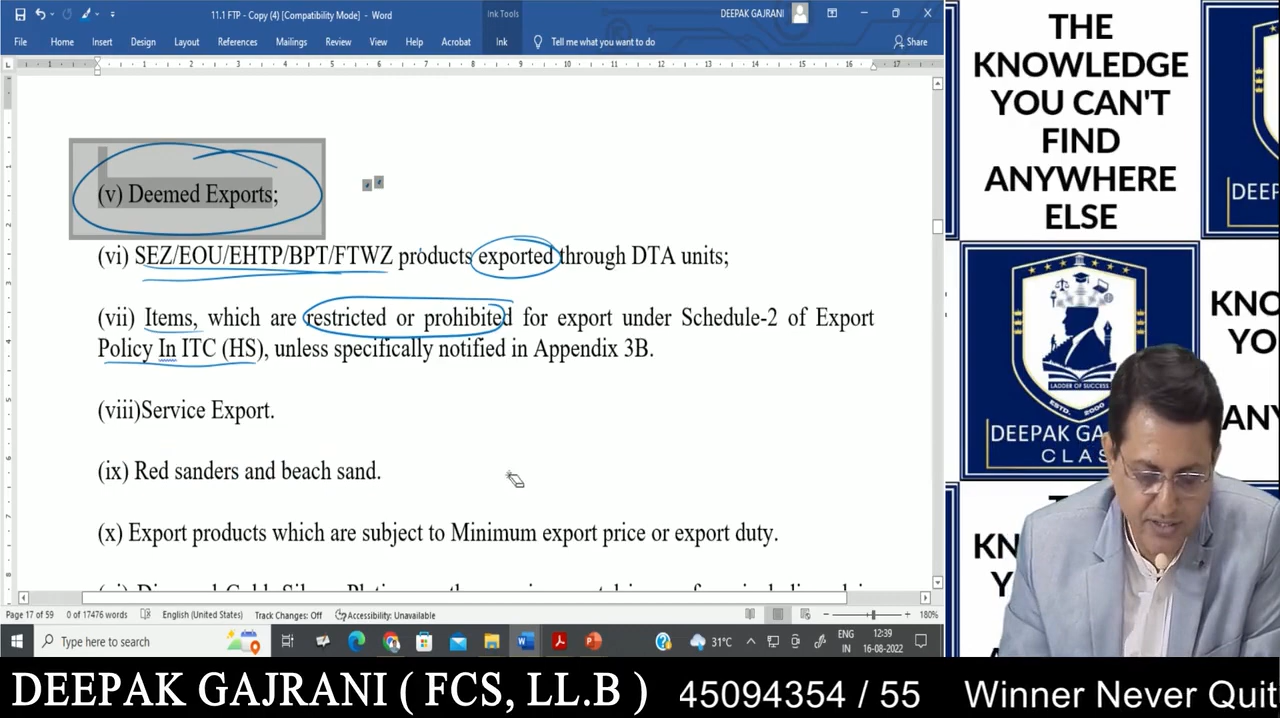 11.1 FTP - Copy (4) [Compatibility Mode] - Word
Ink Tools
DEEPAK GAJRANI
File Home Insert Design Layout References Mailings Review View Help Acrobat Ink Tell me what you want to do Share
(v) Deemed Exports;
(vi) SEZ/EOU/EHTP/BPT/FTWZ products exported through DTA units;
(vii) Items, which are restricted or prohibited for export under Schedule-2 of Export
Policy In ITC (HS), unless specifically notified in Appendix 3B.
(viii)Service Export.
(ix) Red sanders and beach sand.
(x) Export products which are subject to Minimum export price or export duty.
Page 17 of 59 0 of 17476 words English (United States) Track Changes: Off Accessibility: Unavailable 180%
Type here to search
31°C
ENG
IN
12:39
16-08-2022
THE
KNOWLEDGE
YOU CAN'T
FIND
ANYWHERE
ELSE
DEEP
KNO
YO
ANY
LADER OF SUCCESS
ESTD. 2000
DEEPAK GA
CLAS
KN
DEEPAK GAJRANI ( FCS, LL.B ) 45094354 / 55 Winner Never Quit